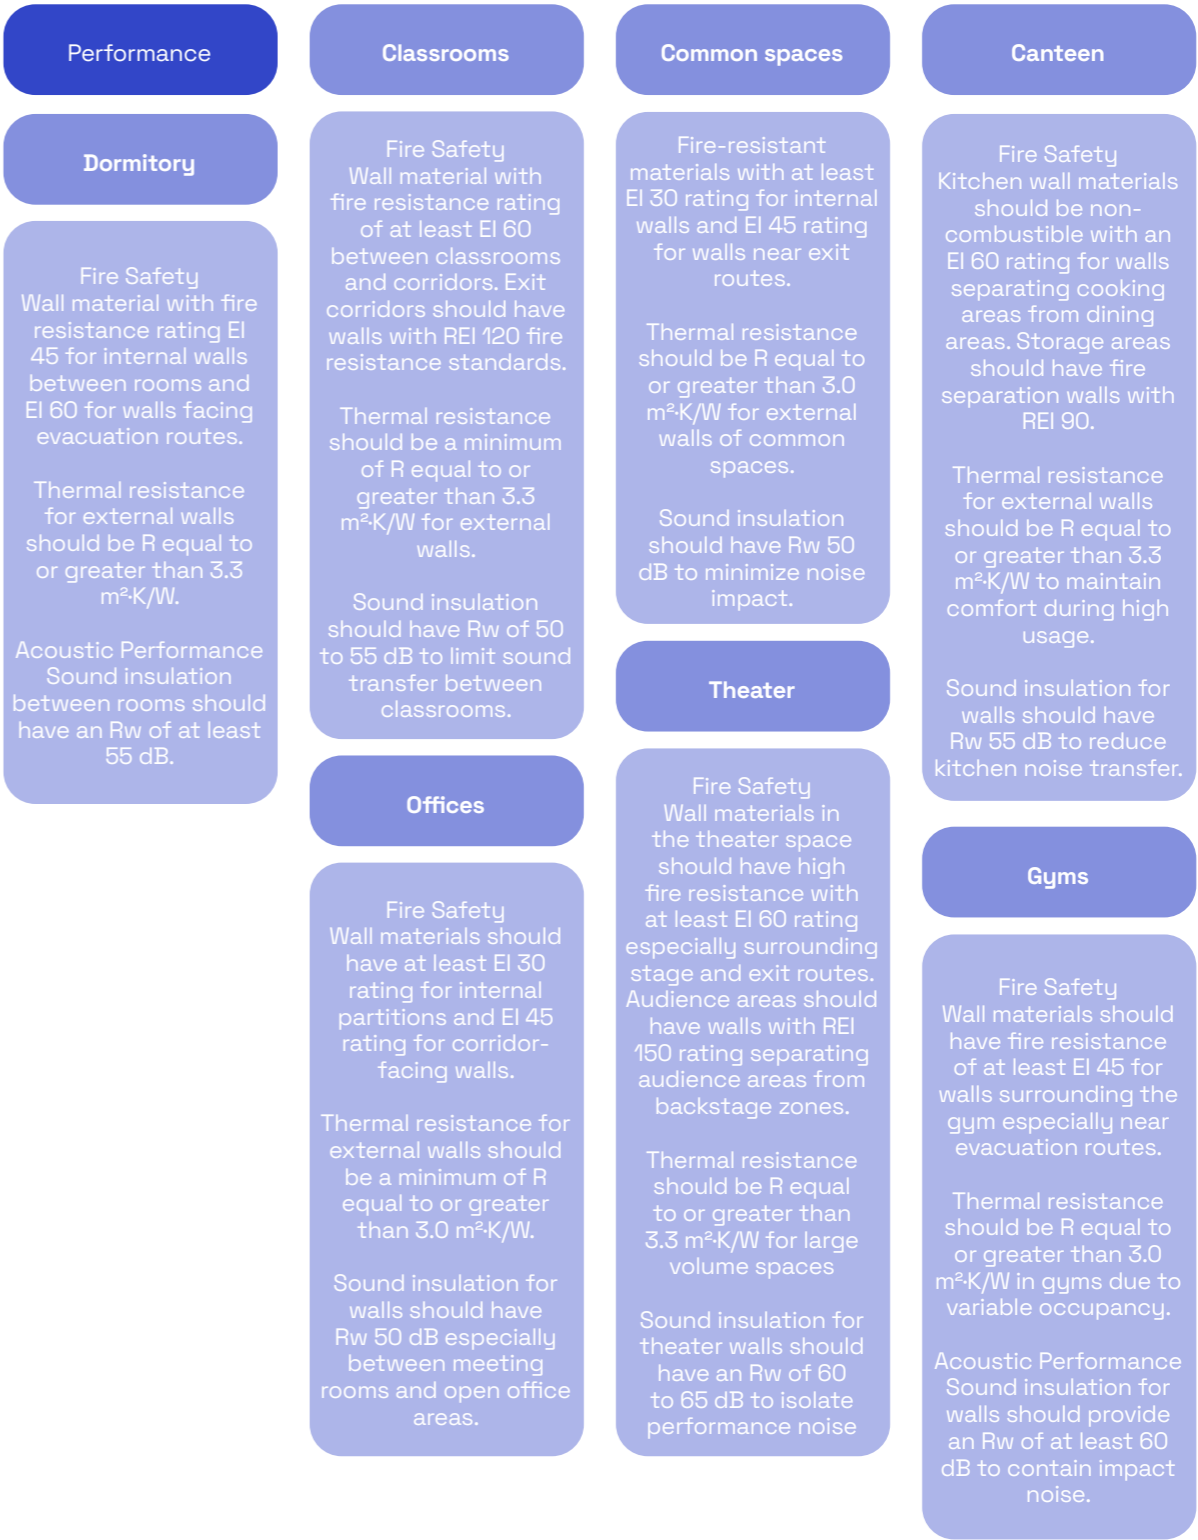 Performance
Dormitory
Fire Safety
Wall material with fire
resistance rating EI
45 for internal walls
between rooms and
EI 60 for walls facing
evacuation routes.
Thermal resistance
for external walls
should be R equal to
or greater than 3.3
m²·K/W.
Acoustic Performance
Sound insulation
between rooms should
have an Rw of at least
55 dB.
Classrooms
Fire Safety
Wall material with
fire resistance rating
of at least EI 60
between classrooms
and corridors. Exit
corridors should have
walls with REI 120 fire
resistance standards.
Thermal resistance
should be a minimum
of R equal to or
greater than 3.3
m²·K/W for external
walls.
Sound insulation
should have Rw of 50
to 55 dB to limit sound
transfer between
classrooms.
Offices
Fire Safety
Wall materials should
have at least EI 30
rating for internal
partitions and EI 45
rating for corridor-
facing walls.
Thermal resistance for
external walls should
be a minimum of R
equal to or greater
than 3.0 m²·K/W.
Sound insulation for
walls should have
Rw 50 dB especially
between meeting
rooms and open office
areas.
Common spaces
Fire-resistant
materials with at least
EI 30 rating for internal
walls and EI 45 rating
for walls near exit
routes.
Thermal resistance
should be R equal to
or greater than 3.0
m²·K/W for external
walls of common
spaces.
Sound insulation
should have Rw 50
dB to minimize noise
impact.
Theater
Fire Safety
Wall materials in
the theater space
should have high
fire resistance with
at least EI 60 rating
especially surrounding
stage and exit routes.
Audience areas should
have walls with REI
150 rating separating
audience areas from
backstage zones.
Thermal resistance
should be R equal
to or greater than
3.3 m²·K/W for large
volume spaces
Sound insulation for
theater walls should
have an Rw of 60
to 65 dB to isolate
performance noise
Canteen
Fire Safety
Kitchen wall materials
should be non-
combustible with an
EI 60 rating for walls
separating cooking
areas from dining
areas. Storage areas
should have fire
separation walls with
REI 90.
Thermal resistance
for external walls
should be R equal to
or greater than 3.3
m²·K/W to maintain
comfort during high
usage.
Sound insulation for
walls should have
Rw 55 dB to reduce
kitchen noise transfer.
Gyms
Fire Safety
Wall materials should
have fire resistance
of at least EI 45 for
walls surrounding the
gym especially near
evacuation routes.
Thermal resistance
should be R equal to
or greater than 3.0
m²·K/W in gyms due to
variable occupancy.
Acoustic Performance
Sound insulation for
walls should provide
an Rw of at least 60
dB to contain impact
noise.